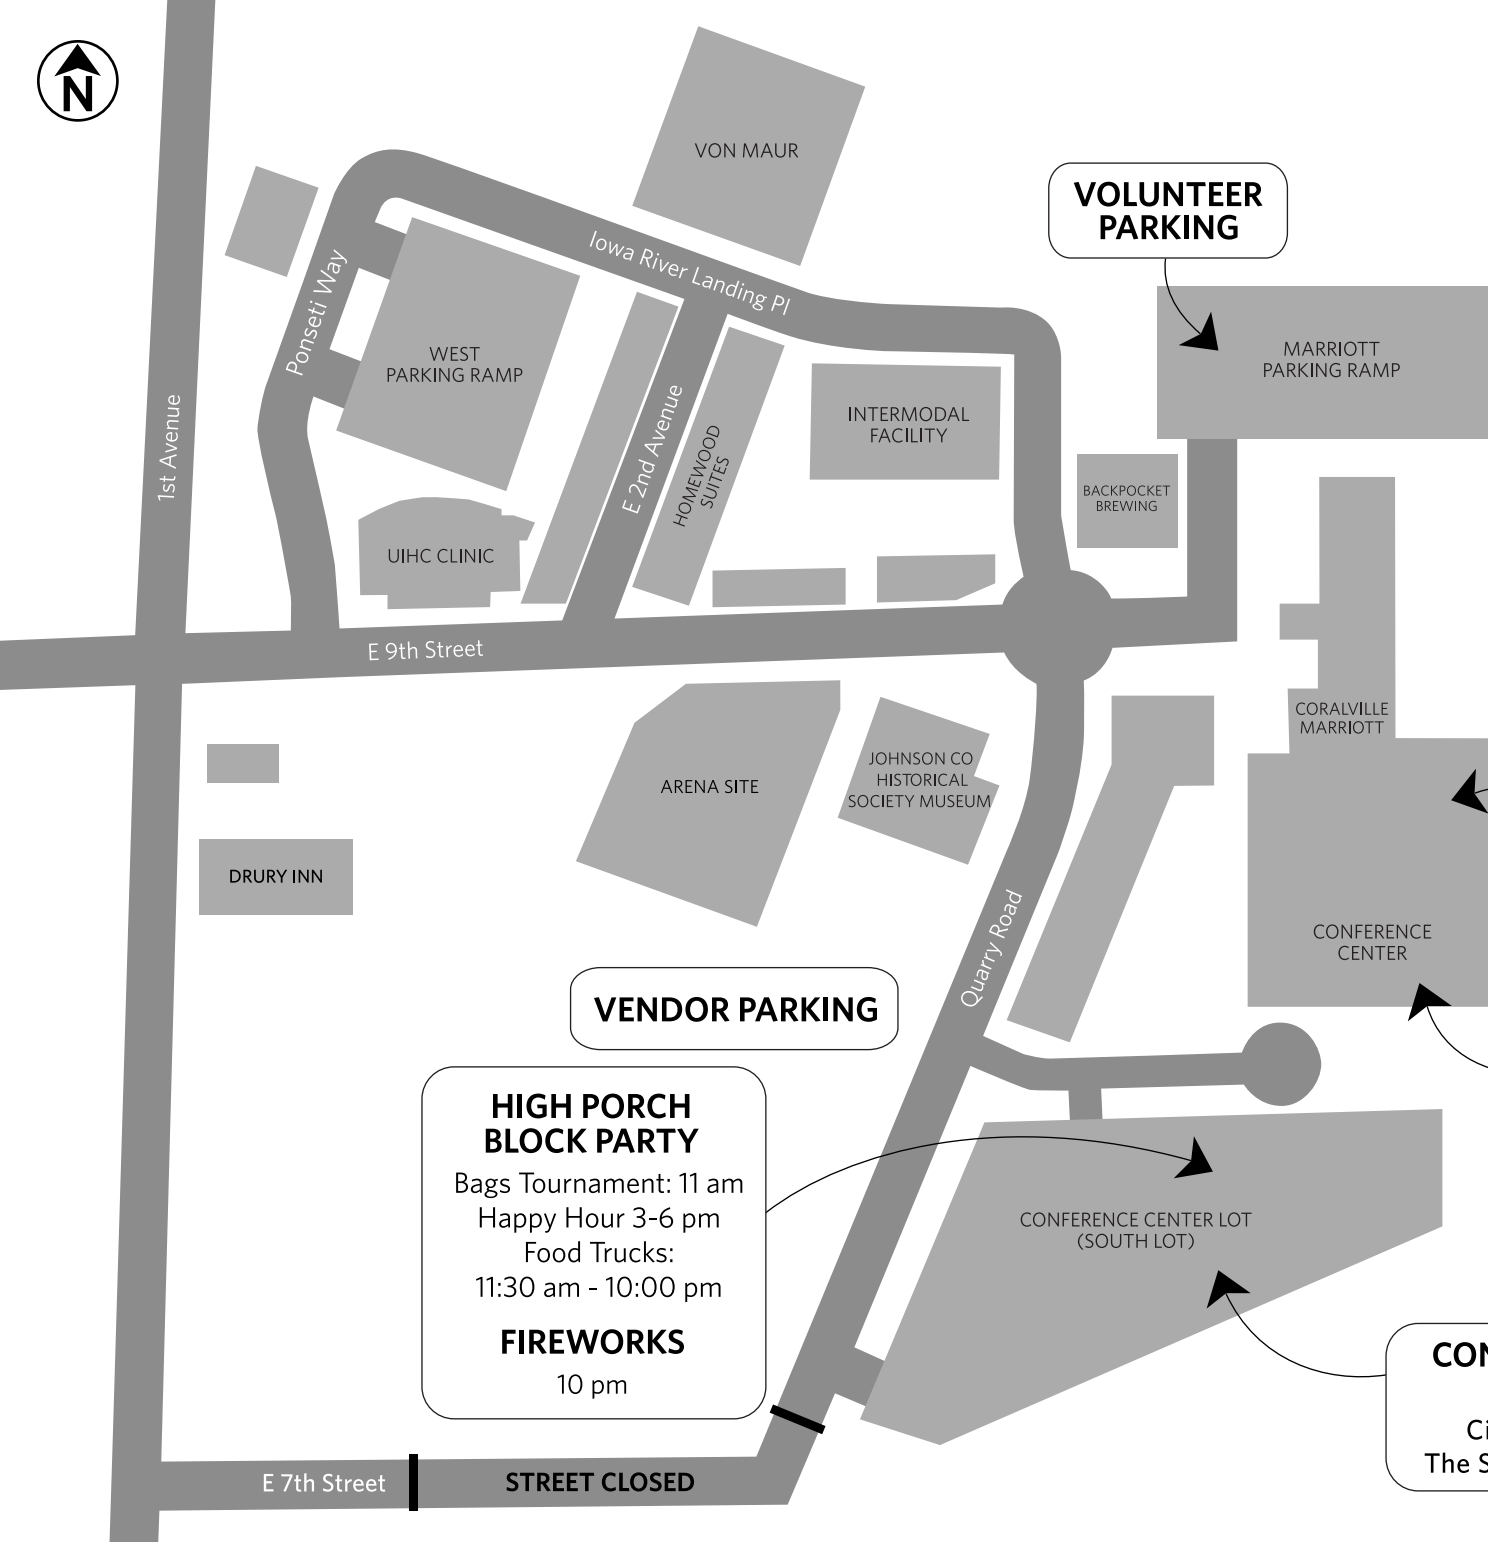 N
VON MAUR
VOLUNTEER
PARKING
Iowa River Landing Pl
Ponseti Way
WEST
PARKING RAMP
MARRIOTT
PARKING RAMP
1st Avenue
E 2nd Avenue
HOMEWOOD
SUITES
INTERMODAL
FACILITY
BACKPOCKET
BREWING
UIHC CLINIC
E 9th Street
CORALVILLE
MARRIOTT
ARENA SITE
JOHNSON CO
HISTORICAL
SOCIETY MUSEUM
DRURY INN
Quarry Road
CONFERENCE
CENTER
VENDOR PARKING
HIGH PORCH
BLOCK PARTY
Bags Tournament: 11 am
Happy Hour 3-6 pm
Food Trucks:
11:30 am - 10:00 pm
FIREWORKS
10 pm
CONFERENCE CENTER LOT
(SOUTH LOT)
CON
Ci
The S
E 7th Street
STREET CLOSED